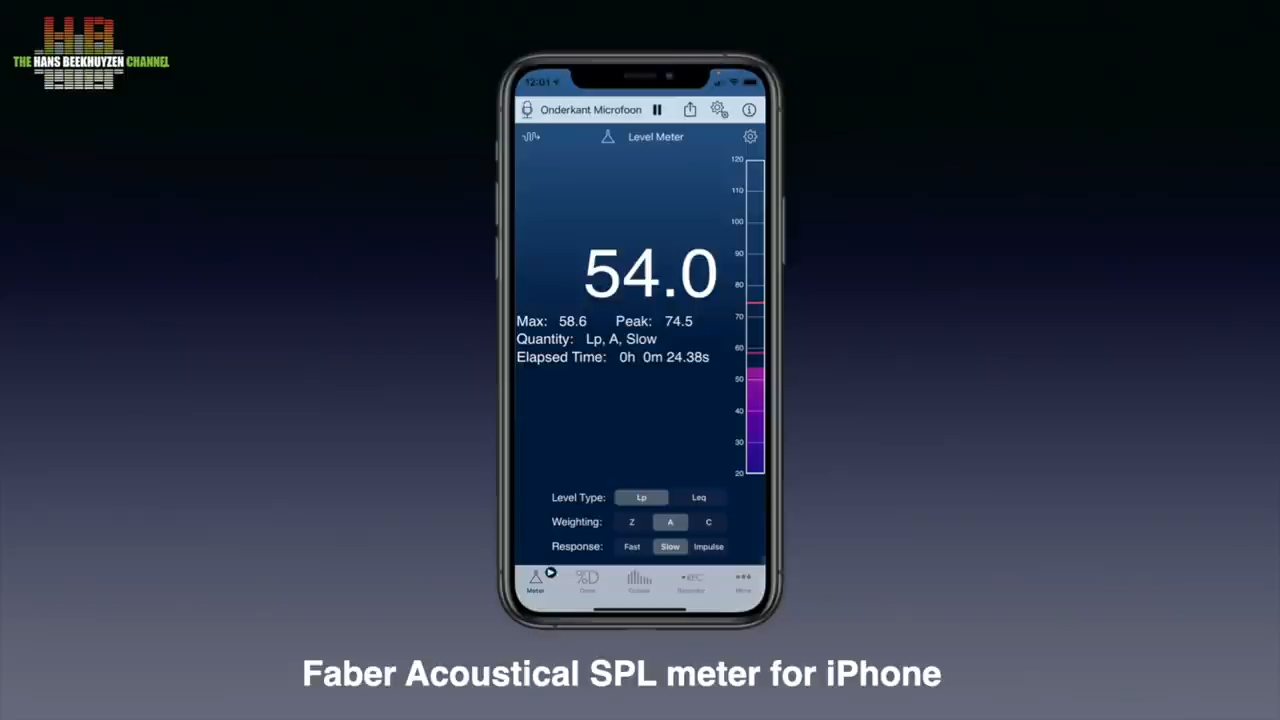 THE HANS BEEKHUYZEN CHANNEL
12:01
Onderkant Microfoon
Level Meter
120
110
100
90
80
70
60
50
40
30
20
54.0
Max: 58.6 Peak: 74.5
Quantity: Lp, A, Slow
Elapsed Time: 0h 0m 24.38s
Level Type: Lp Leq
Weighting: Z A C
Response: Fast Slow Impulse
%D
Meter Dose
More
Faber Acoustical SPL meter for iPhone